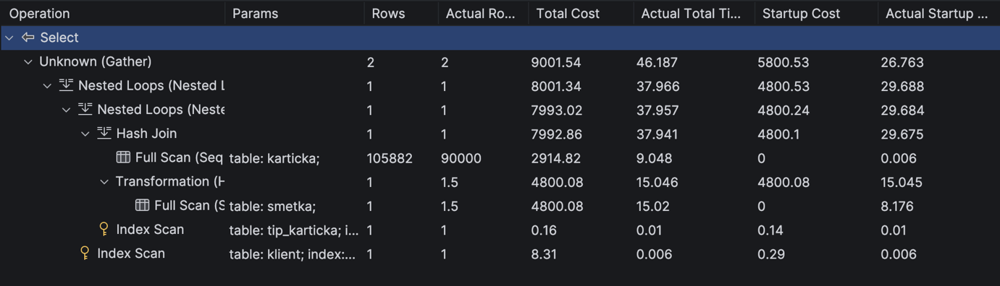 Operation Params Rows Actual Ro... Total Cost Actual Total Ti... Startup Cost Actual Startup ...
Select
Unknown (Gather) 2 2 9001.54 46.187 5800.53 26.763
Nested Loops (Nested L 1 1 8001.34 37.966 4800.53 29.688
Nested Loops (Neste 1 1 7993.02 37.957 4800.24 29.684
Hash Join 1 1 7992.86 37.941 4800.1 29.675
Full Scan (Seq table: karticka; 105882 90000 2914.82 9.048 0 0.006
Transformation (H 1 1.5 4800.08 15.046 4800.08 15.045
Full Scan (S table: smetka; 1 1.5 4800.08 15.02 0 8.176
Index Scan table: tip_karticka; i... 1 1 0.16 0.01 0.14 0.01
Index Scan table: klient; index:... 1 1 8.31 0.006 0.29 0.006